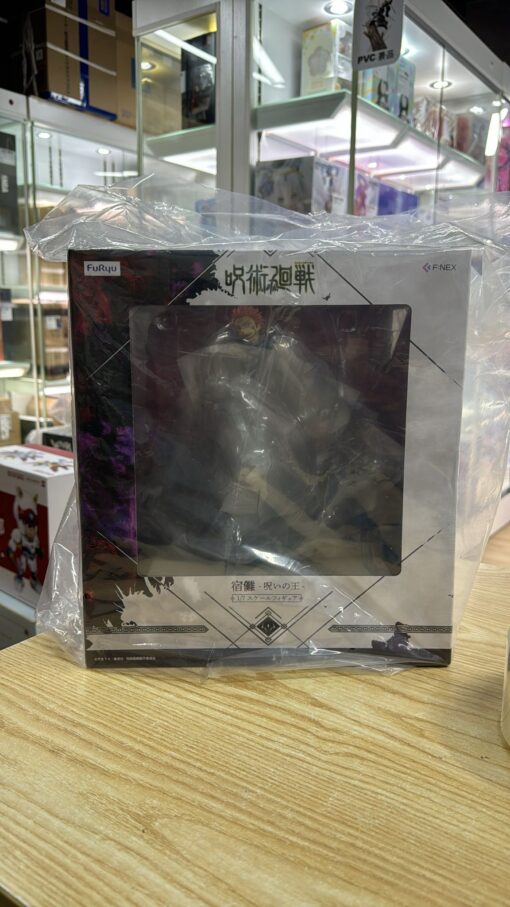 PVC 景品
FuRyu
呪術廻戦
F:NEX
宿儺 -呪いの王-
1/7スケールフィギュア